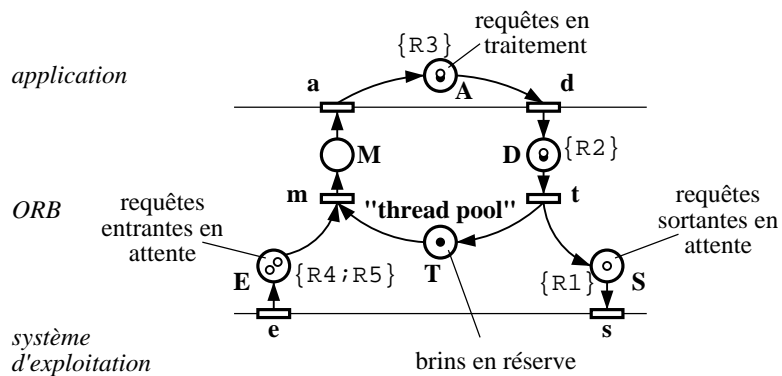 requêtes en
traitement
{R3}
application
a
A
d
M
D
{R2}
ORB
requêtes
entrantes en
attente
m
"thread pool"
t
requêtes
sortantes en
attente
E
{R4;R5}
T
{R1}
S
système
d'exploitation
e
s
brins en réserve